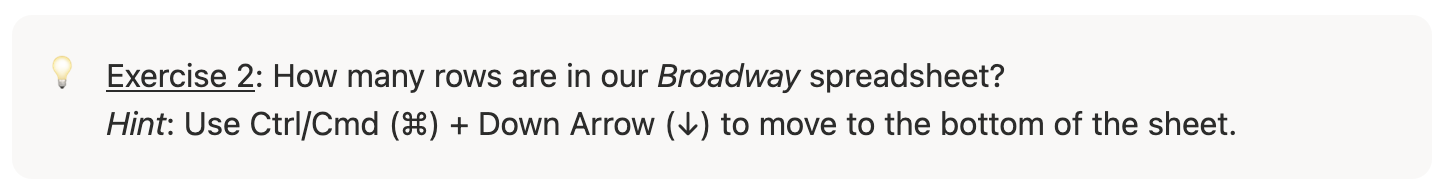 Exercise 2: How many rows are in our Broadway spreadsheet?
Hint: Use Ctrl/Cmd (⌘) + Down Arrow (↓) to move to the bottom of the sheet.